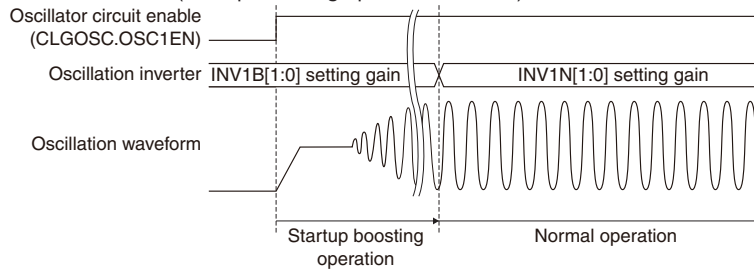 Oscillator circuit enable
(CLGOSC.OSC1EN)
Oscillation inverter
INV1B[1:0] setting gain
INV1N[1:0] setting gain
Oscillation waveform
Startup boosting
operation
Normal operation